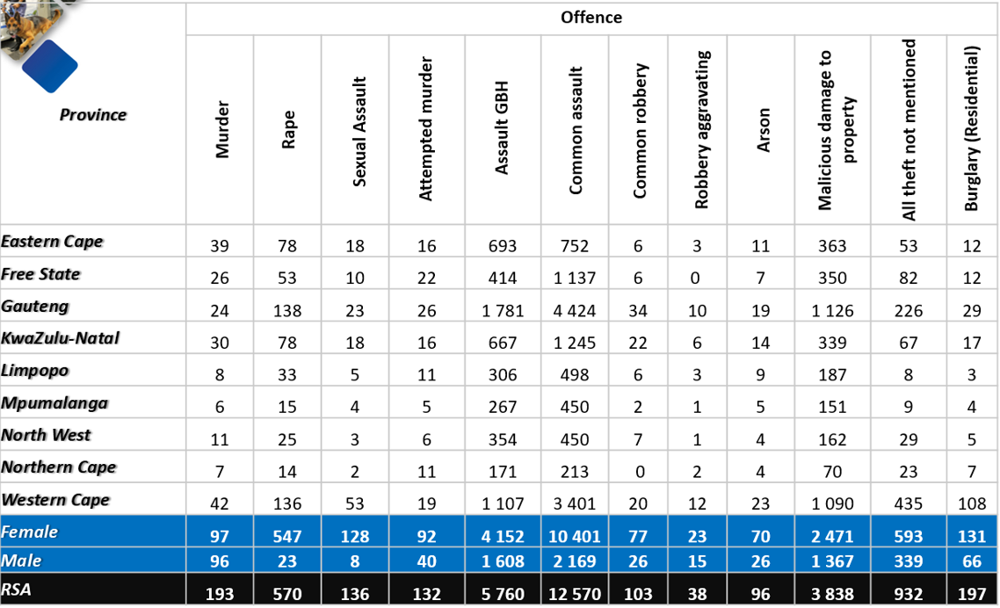 Offence
Province Murder Rape Sexual Assault Attempted murder Assault GBH Common assault Common robbery Robbery aggravating Arson Malicious damage to property All theft not mentioned Burglary (Residential)
Eastern Cape 39 78 18 16 693 752 6 3 11 363 53 12
Free State 26 53 10 22 414 1 137 6 0 7 350 82 12
Gauteng 24 138 23 26 1 781 4 424 34 10 19 1 126 226 29
KwaZulu-Natal 30 78 18 16 667 1 245 22 6 14 339 67 17
Limpopo 8 33 5 11 306 498 6 3 9 187 8 3
Mpumalanga 6 15 4 5 267 450 2 1 5 151 9 4
North West 11 25 3 6 354 450 7 1 4 162 29 5
Northern Cape 7 14 2 11 171 213 0 2 4 70 23 7
Western Cape 42 136 53 19 1 107 3 401 20 12 23 1 090 435 108
Female 97 547 128 92 4 152 10 401 77 23 70 2 471 593 131
Male 96 23 8 40 1 608 2 169 26 15 26 1 367 339 66
RSA 193 570 136 132 5 760 12 570 103 38 96 3 838 932 197